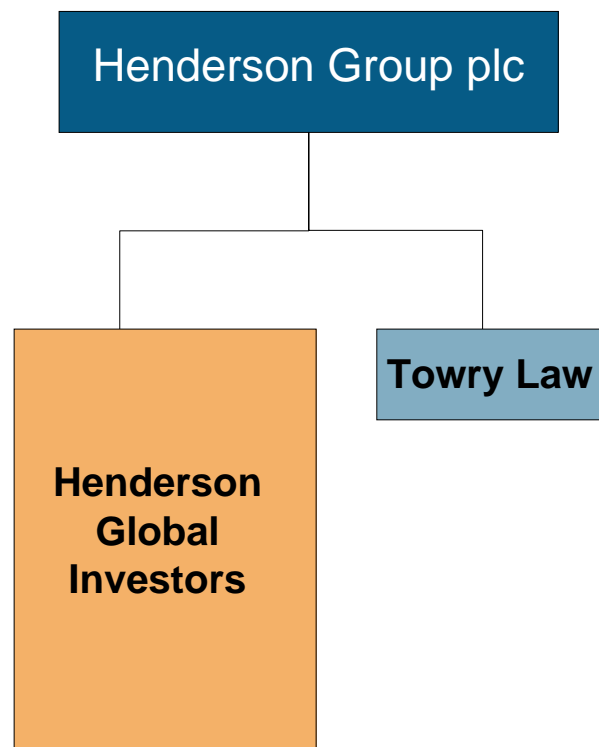 Henderson Group plc
Towry Law
Henderson
Global
Investors